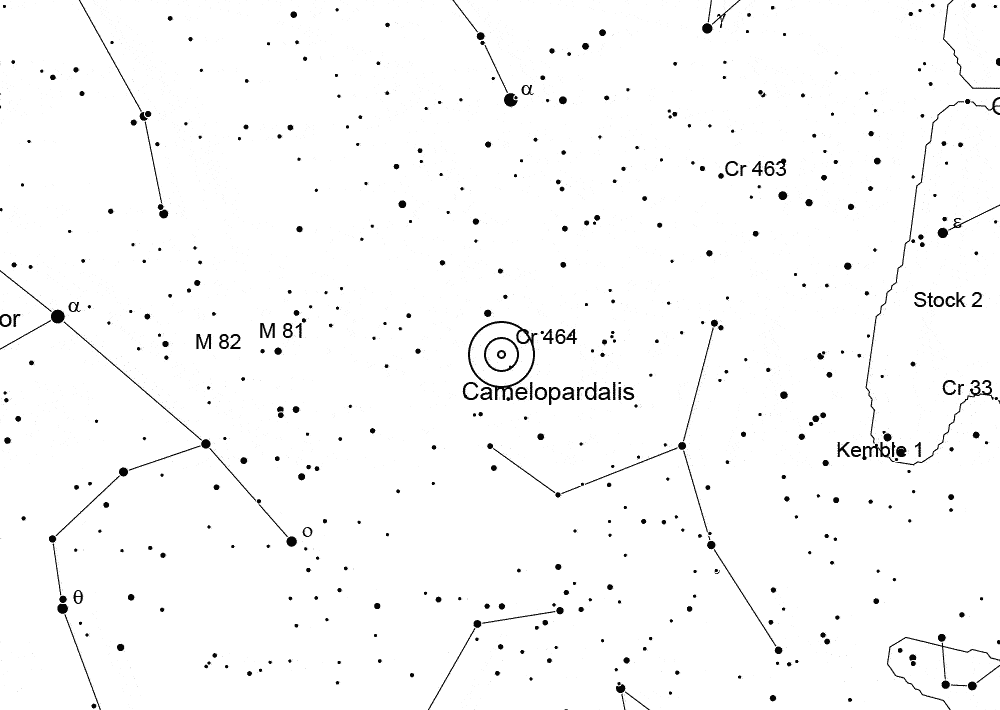 γ
α
Cr 463
ε
Stock 2
α
or
M 82
M 81
Cr 464
Camelopardalis
Cr 33
Kemble 1
ο
θ